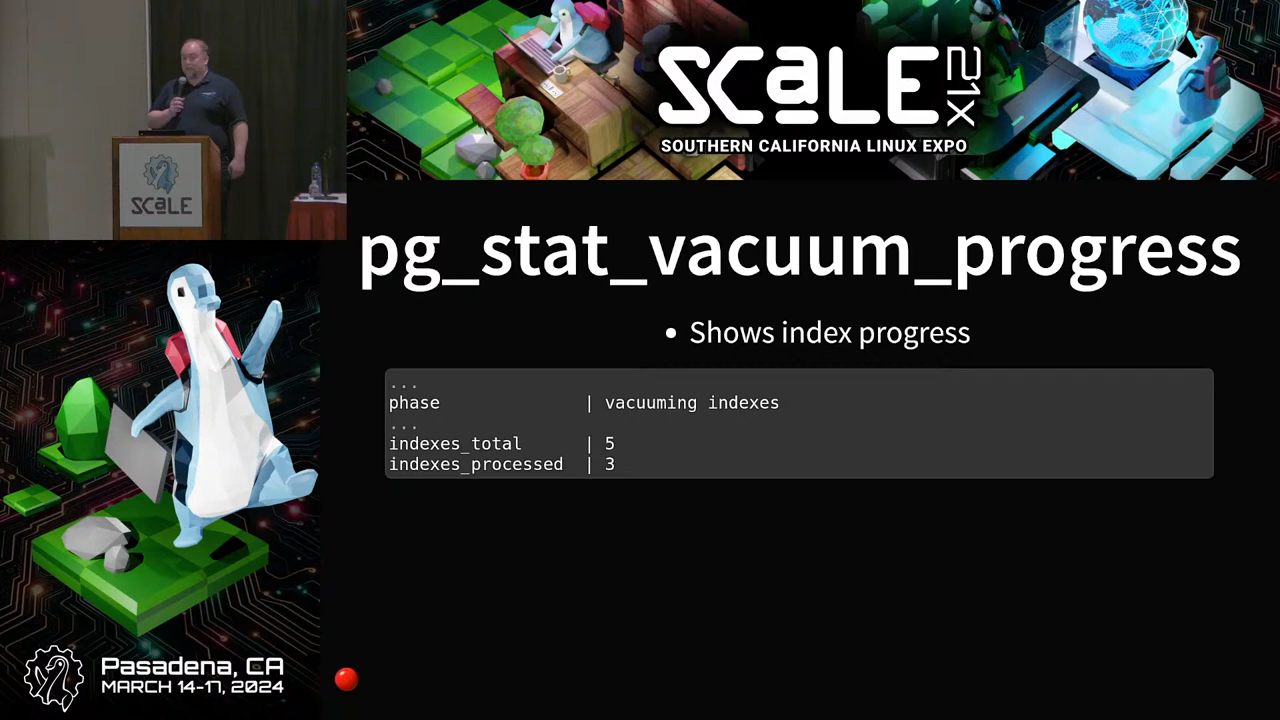 SCALE
21X
SOUTHERN CALIFORNIA LINUX EXPO
SCALE
pg_stat_vacuum_progress
• Shows index progress
...
phase | vacuuming indexes
...
indexes_total | 5
indexes_processed | 3
Pasadena, CA
MARCH 14-17, 2024